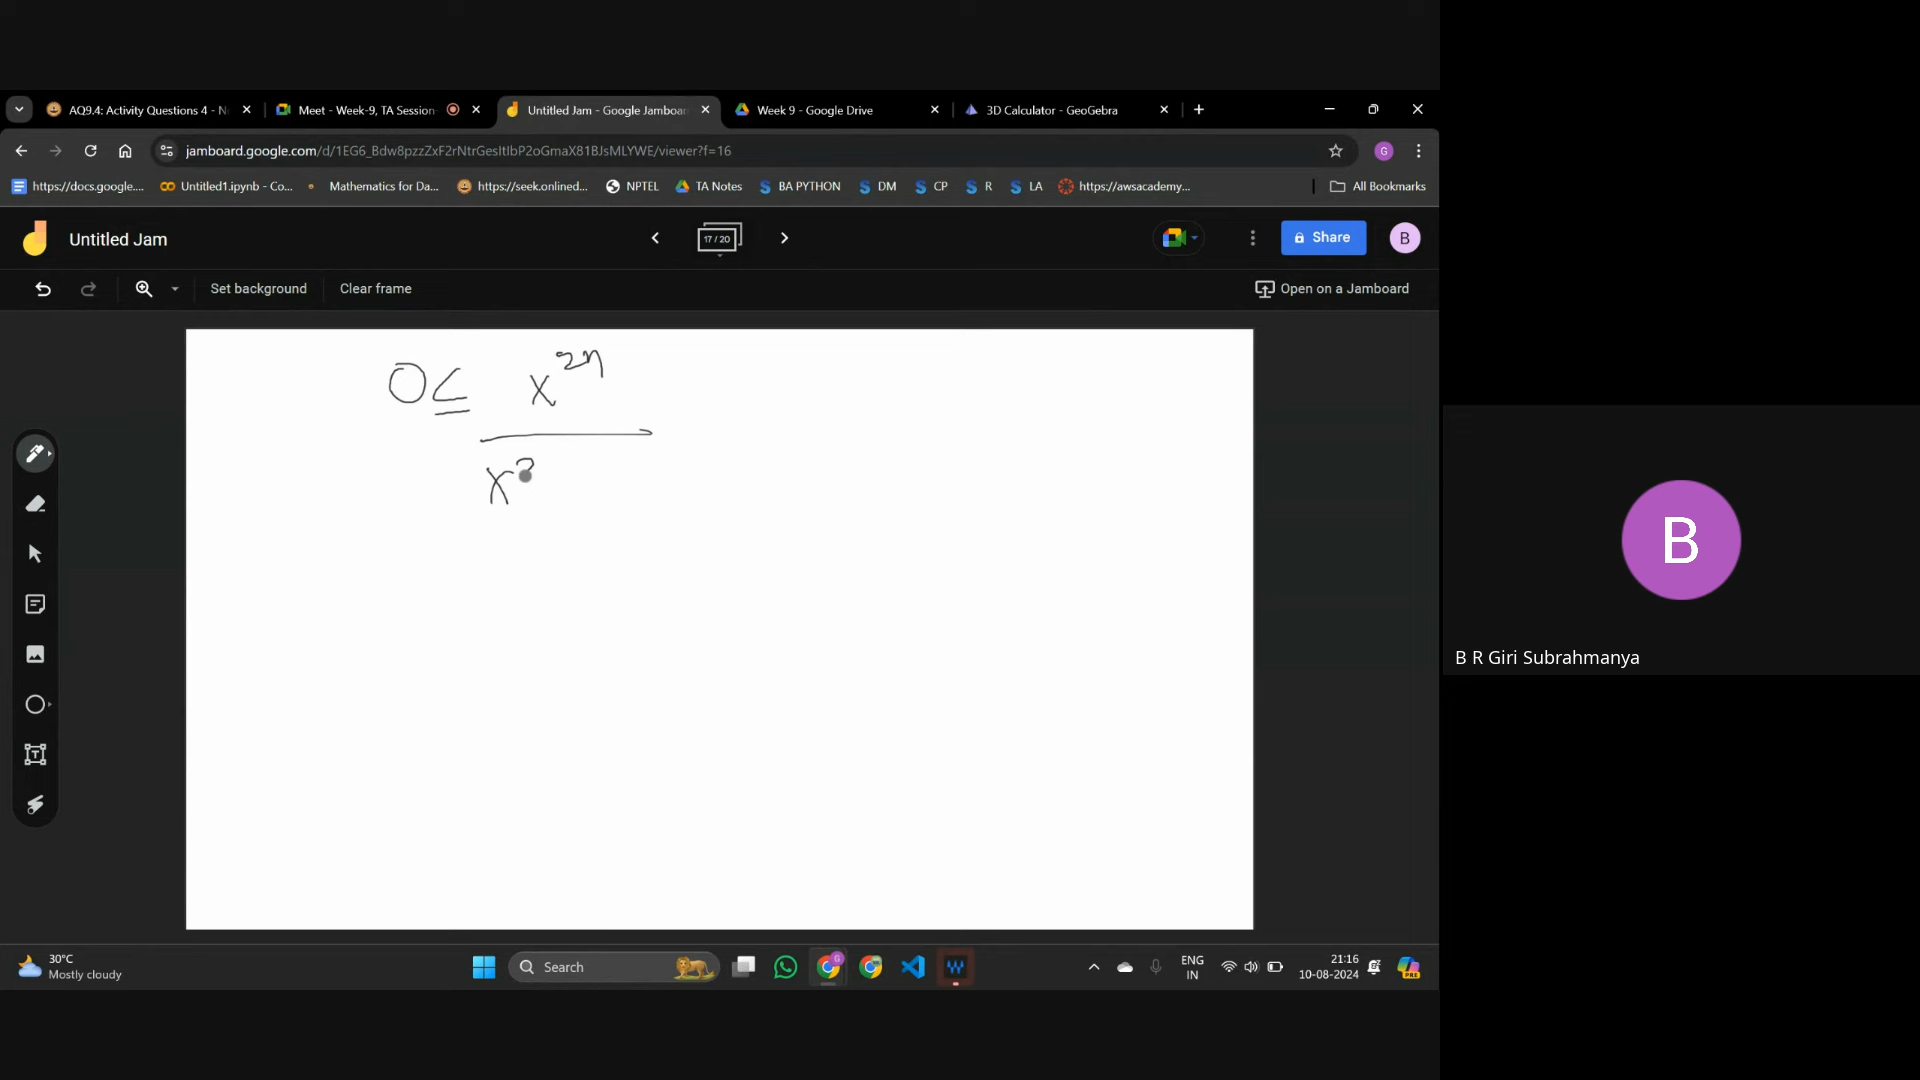 AQ9.4: Activity Questions 4 - N
Meet - Week-9, TA Session
Untitled Jam - Google Jamboar
Week 9 - Google Drive
3D Calculator - GeoGebra
jamboard.google.com/d/1EG6_Bdw8pzzZxF2rNtrGesItIbP2oGmaX81BJsMLYWE/viewer?f=16
G
https://docs.google.... Untitled1.ipynb - Co... Mathematics for Da... https://seek.onlined... NPTEL TA Notes BA PYTHON DM CP R LA https://awsacademy... All Bookmarks
Untitled Jam
17 / 20
Share
B
Set background Clear frame Open on a Jamboard
0 ≤ x^2n
x^2
B
B R Giri Subrahmanya
30°C
Mostly cloudy
Search
ENG
IN
21:16
10-08-2024
PRE